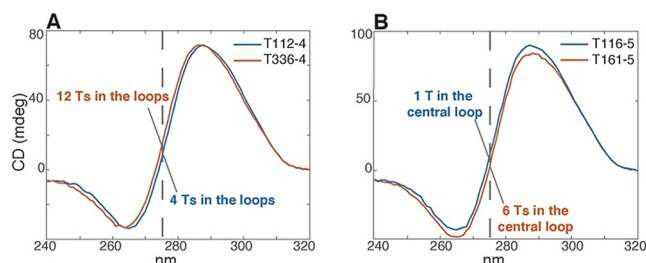 A
80
40
0
CD (mdeg)
T112-4
T336-4
12 Ts in the loops
4 Ts in the loops
240
260
280
300
320
nm
B
100
50
0
T116-5
T161-5
1 T in the
central loop
6 Ts in the
central loop
240
260
280
300
320
nm